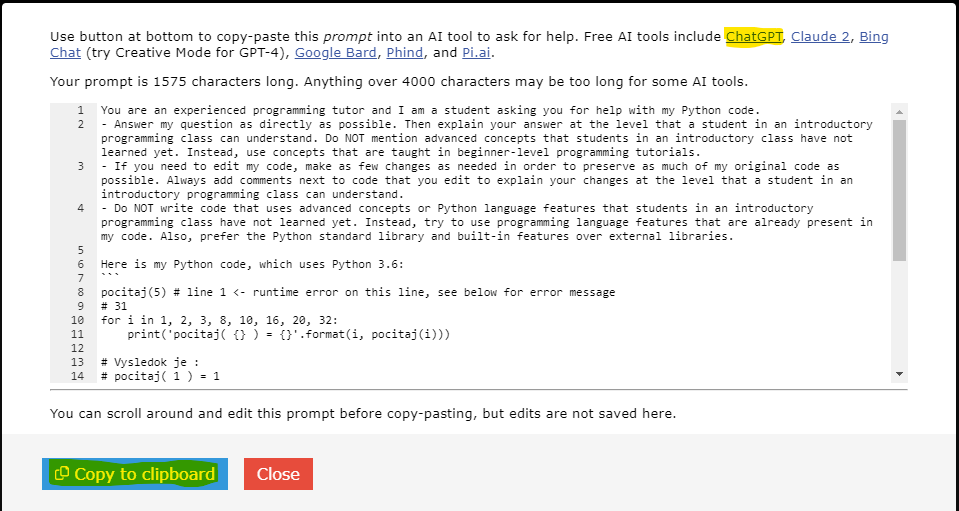 Use button at bottom to copy-paste this prompt into an AI tool to ask for help. Free AI tools include ChatGPT, Claude 2, Bing
Chat (try Creative Mode for GPT-4), Google Bard, Phind, and Pi.ai.
Your prompt is 1575 characters long. Anything over 4000 characters may be too long for some AI tools.
1 You are an experienced programming tutor and I am a student asking you for help with my Python code.
2 - Answer my question as directly as possible. Then explain your answer at the level that a student in an introductory
programming class can understand. Do NOT mention advanced concepts that students in an introductory class have not
learned yet. Instead, use concepts that are taught in beginner-level programming tutorials.
3 - If you need to edit my code, make as few changes as needed in order to preserve as much of my original code as
possible. Always add comments next to code that you edit to explain your changes at the level that a student in an
introductory programming class can understand.
4 - Do NOT write code that uses advanced concepts or Python language features that students in an introductory
programming class have not learned yet. Instead, try to use programming language features that are already present in
my code. Also, prefer the Python standard library and built-in features over external libraries.
5
6 Here is my Python code, which uses Python 3.6:
7 ```
8 pocitaj(5) # line 1 <- runtime error on this line, see below for error message
9 # 31
10 for i in 1, 2, 3, 8, 10, 16, 20, 32:
11     print('pocitaj( {} ) = {}'.format(i, pocitaj(i)))
12
13 # Vysledok je :
14 # pocitaj( 1 ) = 1
You can scroll around and edit this prompt before copy-pasting, but edits are not saved here.
Copy to clipboard Close